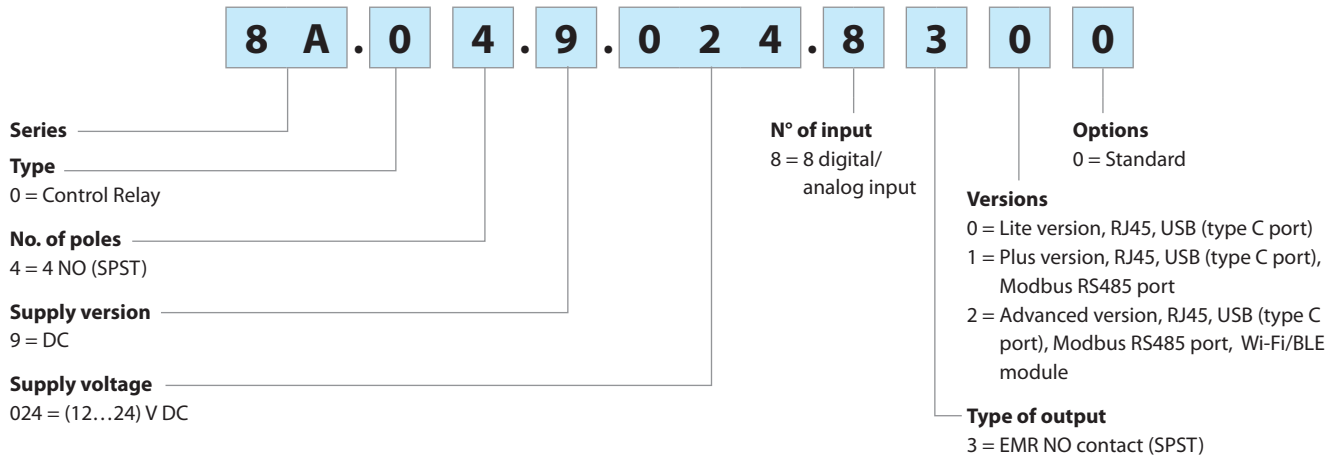 8 A . 0 4 . 9 . 0 2 4 . 8 3 0 0
Series
Type
0 = Control Relay
No. of poles
4 = 4 NO (SPST)
Supply version
9 = DC
Supply voltage
024 = (12…24) V DC
N° of input
8 = 8 digital/
analog input
Options
0 = Standard
Versions
0 = Lite version, RJ45, USB (type C port)
1 = Plus version, RJ45, USB (type C port),
Modbus RS485 port
2 = Advanced version, RJ45, USB (type C
port), Modbus RS485 port, Wi-Fi/BLE
module
Type of output
3 = EMR NO contact (SPST)